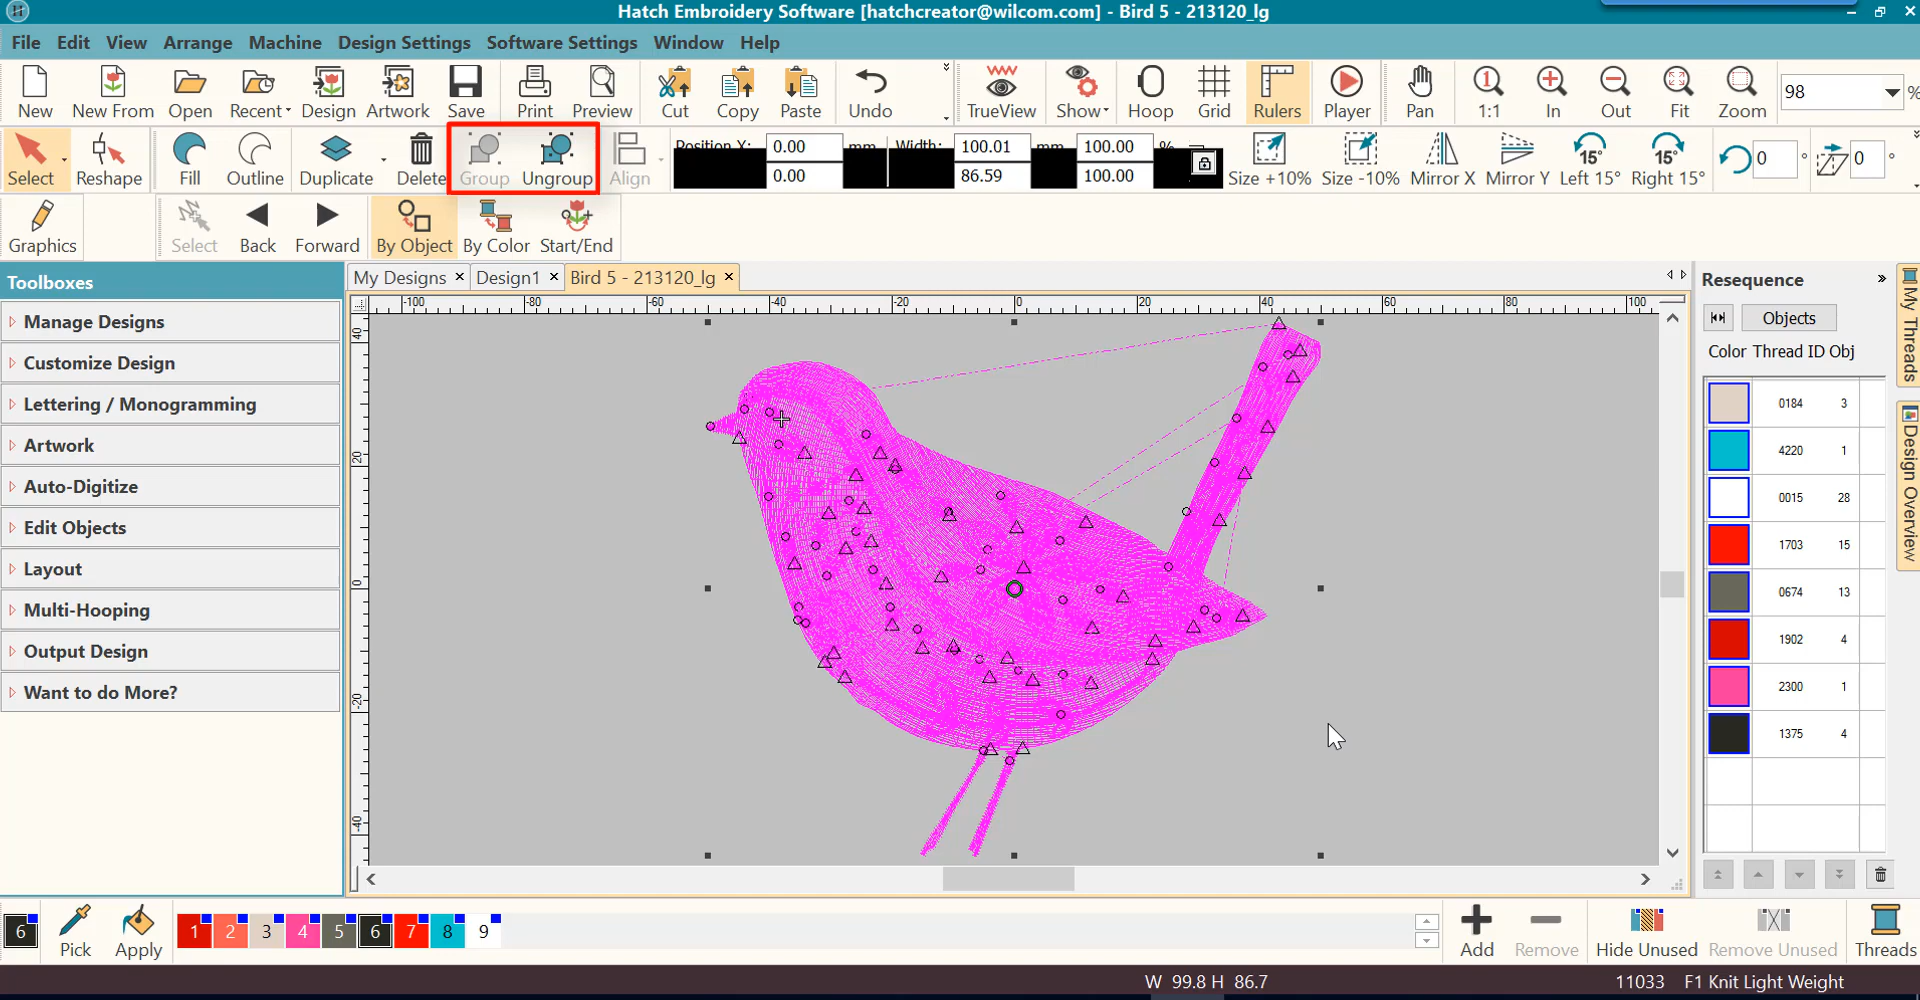 Hatch Embroidery Software [hatchcreator@wilcom.com] - Bird 5 - 213120_lg
File Edit View Arrange Machine Design Settings Software Settings Window Help
New New From Open Recent Design Artwork Save Print Preview Cut Copy Paste Undo TrueView Show Hoop Grid Rulers Player Pan 1:1 In Out Fit Zoom 98 %
Select Reshape Fill Outline Duplicate Delete Group Ungroup Align Position X: 0.00 mm Width: 100.01 mm 100.00 % Size +10% Size -10% Mirror X Mirror Y 15° Left 15° 15° Right 15° 0 ° 0 °
0.00 86.59 100.00
Graphics Select Back Forward By Object By Color Start/End
Toolboxes
Manage Designs
Customize Design
Lettering / Monogramming
Artwork
Auto-Digitize
Edit Objects
Layout
Multi-Hooping
Output Design
Want to do More?
My Designs × Design1 × Bird 5 - 213120_lg ×
-100 -80 -60 -40 -20 0 20 40 60 80 100
40
20
0
-20
-40
Resequence »
Objects
Color Thread ID Obj
0184 3
4220 1
0015 28
1703 15
0674 13
1902 4
2300 1
1375 4
My Threads
Design Overview
6 Pick Apply 1 2 3 4 5 6 7 8 9 Add Remove Hide Unused Remove Unused Threads
W 99.8 H 86.7 11033 F1 Knit Light Weight